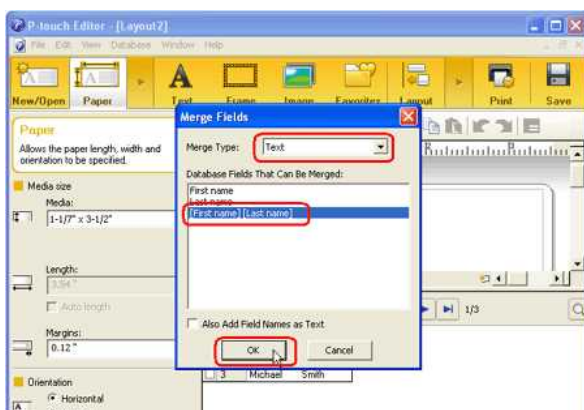 P-touch Editor - [Layout2]
File Edit View Database Window Help
New/Open Paper Text Frame Image Favorites Layout Print Save
Paper
Allows the paper length, width and
orientation to be specified.
Media size
Media:
1-1/7" x 3-1/2"
Length:
3.54"
Auto length
Margins:
0.12"
Orientation
Horizontal
Merge Fields
Merge Type: Text
Database Fields That Can Be Merged:
First name
Last name
[First name] [Last name]
Also Add Field Names as Text
OK Cancel
1/3
3 Michael Smith